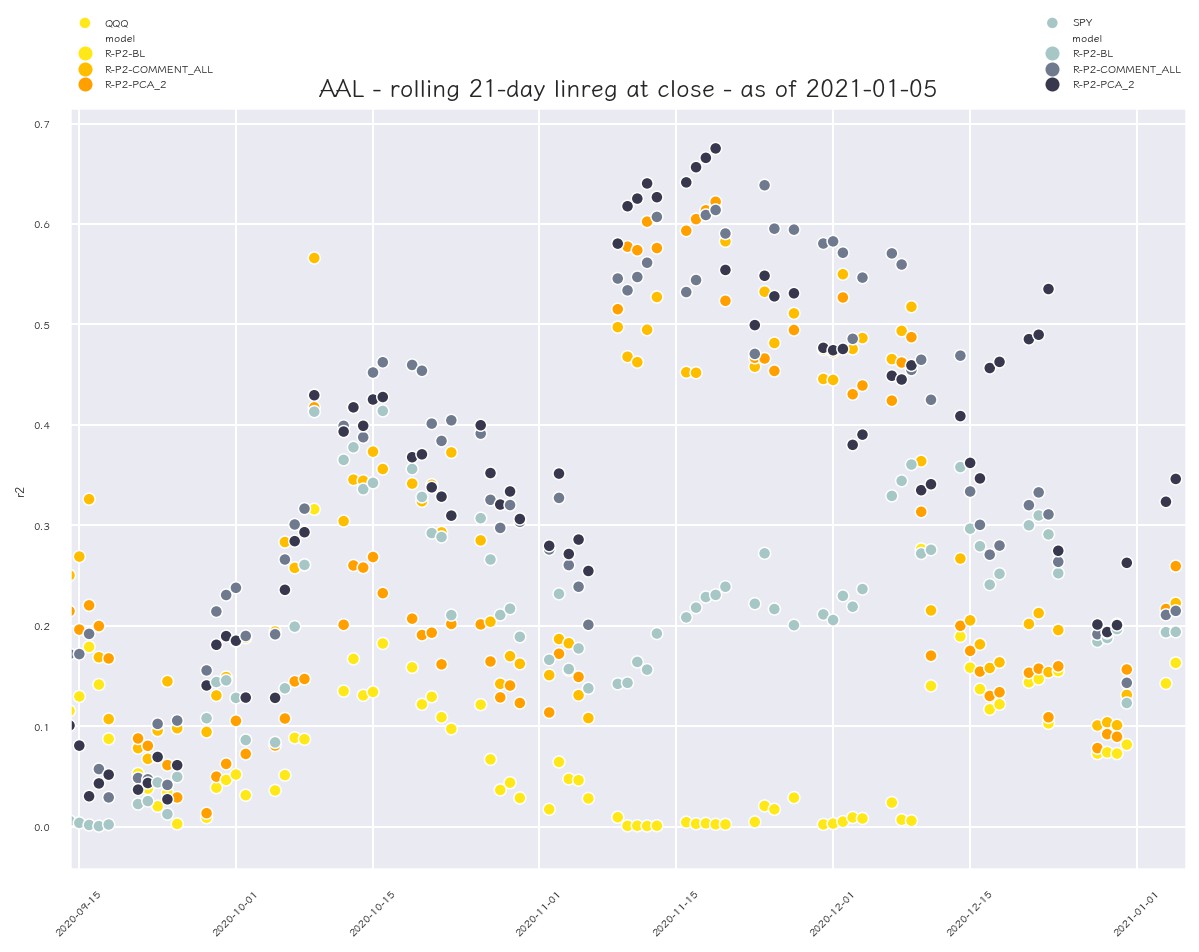 QQQ
model
R-P2-BL
R-P2-COMMENT_ALL
R-P2-PCA_2
SPY
model
R-P2-BL
R-P2-COMMENT_ALL
R-P2-PCA_2
AAL - rolling 21-day linreg at close - as of 2021-01-05
0.7
0.6
0.5
0.4
0.3
0.2
0.1
0.0
r2
2020-09-15
2020-10-01
2020-10-15
2020-11-01
2020-11-15
2020-12-01
2020-12-15
2021-01-01